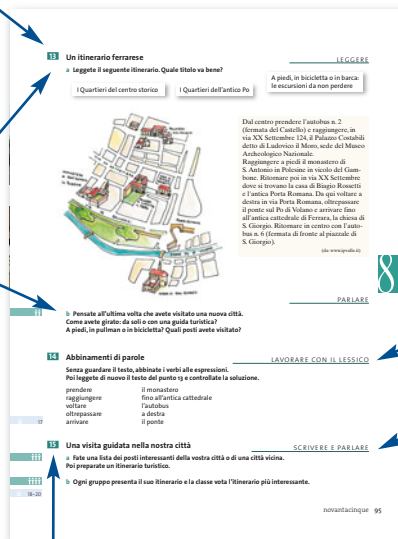 13 Un itinerario ferrarese
LEGGERE
a Leggete il seguente itinerario. Quale titolo va bene?
I Quartieri del centro storico
I Quartieri dell'antico Po
A piedi, in bicicletta o in barca:
le escursioni da non perdere
Dal centro prendere l'autobus n. 2
(fermata del Castello) e raggiungere, in
via XX Settembre 124, il Palazzo Costabili
detto di Ludovico il Moro, sede del Museo
Archeologico Nazionale.
Raggiungere a piedi il monastero di
S. Antonio in Polesine in vicolo del Gam-
bone. Ritornare poi in via XX Settembre
dove si trovano la casa di Biagio Rossetti
e l'antica Porta Romana. Da qui voltare a
destra in via Porta Romana, oltrepassare
il ponte sul Po di Volano e arrivare fino
all'antica cattedrale di Ferrara, la chiesa di
S. Giorgio. Ritornare in centro con l'auto-
bus n. 6 (fermata di fronte al piazzale di
S. Giorgio).
8
PARLARE
b Pensate all'ultima volta che avete visitato una nuova città.
Come avete girato: da soli o con una guida turistica?
A piedi, in pullman o in bicicletta? Quali posti avete visitato?
14 Abbinamenti di parole
LAVORARE CON IL LESSICO
Senza guardare il testo, abbinate i verbi alle espressioni.
Poi leggete di nuovo il testo del punto 13 e controllate la soluzione.
prendere il monastero
raggiungere fino all'antica cattedrale
voltare l'autobus
oltrepassare a destra
arrivare il ponte
17
15 Una visita guidata nella nostra città
SCRIVERE E PARLARE
a Fate una lista dei posti interessanti della vostra città o di una città vicina.
Poi preparate un itinerario turistico.
b Ogni gruppo presenta il suo itinerario e la classe vota l'itinerario più interessante.
18–20
novantacinque 95